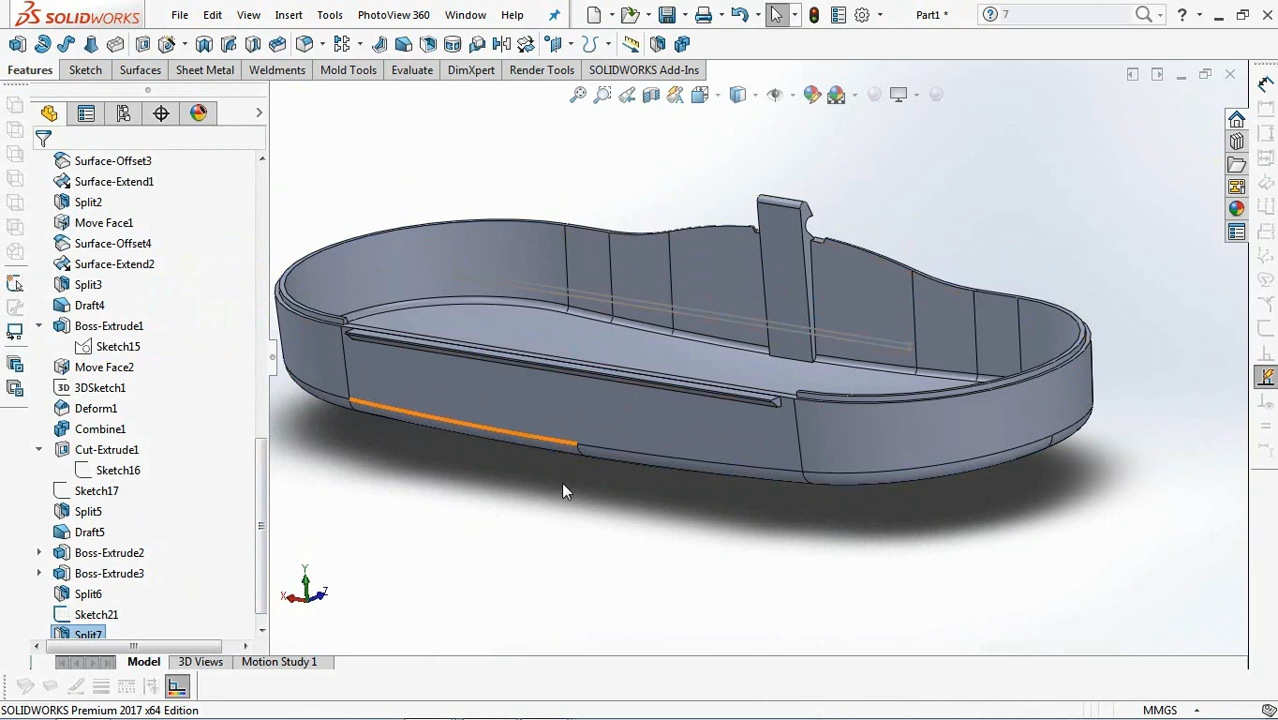 SOLIDWORKS File Edit View Insert Tools PhotoView 360 Window Help Part1 * 7
Features Sketch Surfaces Sheet Metal Weldments Mold Tools Evaluate DimXpert Render Tools SOLIDWORKS Add-Ins
Surface-Offset3
Surface-Extend1
Split2
Move Face1
Surface-Offset4
Surface-Extend2
Split3
Draft4
Boss-Extrude1
Sketch15
Move Face2
3D 3DSketch1
Deform1
Combine1
Cut-Extrude1
Sketch16
Sketch17
Split5
Draft5
Boss-Extrude2
Boss-Extrude3
Split6
Sketch21
Split7
Y
X Z
Model 3D Views Motion Study 1
SOLIDWORKS Premium 2017 x64 Edition MMGS